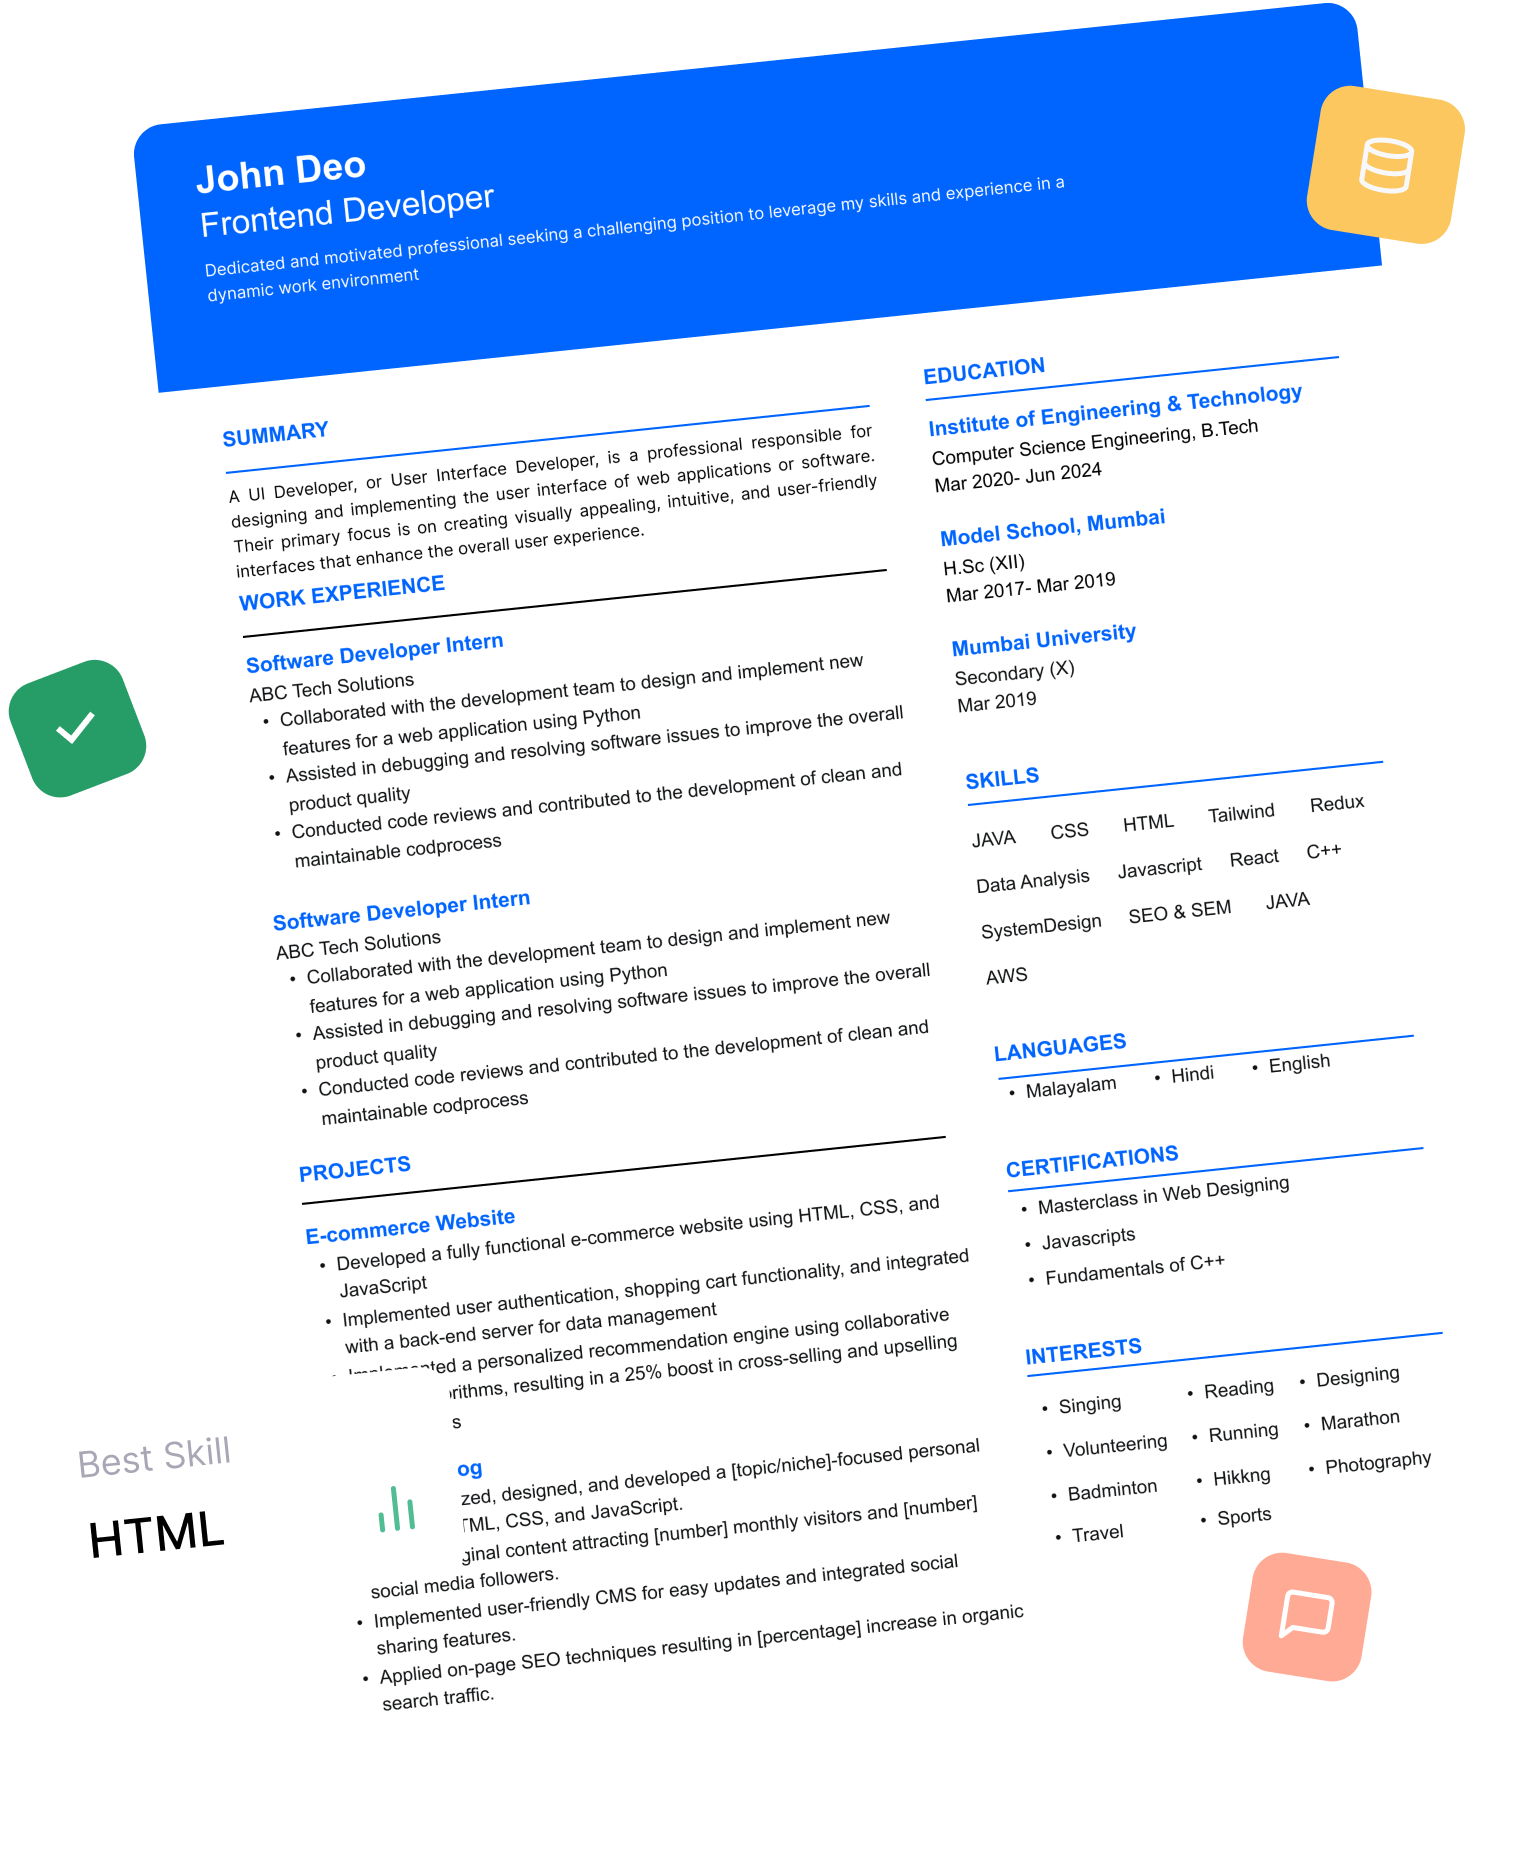 John Deo
Frontend Developer
Dedicated and motivated professional seeking a challenging position to leverage my skills and experience in a
dynamic work environment
SUMMARY
A UI Developer, or User Interface Developer, is a professional responsible for
designing and implementing the user interface of web applications or software.
Their primary focus is on creating visually appealing, intuitive, and user-friendly
interfaces that enhance the overall user experience.
WORK EXPERIENCE
Software Developer Intern
ABC Tech Solutions
• Collaborated with the development team to design and implement new
features for a web application using Python
• Assisted in debugging and resolving software issues to improve the overall
product quality
• Conducted code reviews and contributed to the development of clean and
maintainable codprocess
Software Developer Intern
ABC Tech Solutions
• Collaborated with the development team to design and implement new
features for a web application using Python
• Assisted in debugging and resolving software issues to improve the overall
product quality
• Conducted code reviews and contributed to the development of clean and
maintainable codprocess
PROJECTS
E-commerce Website
• Developed a fully functional e-commerce website using HTML, CSS, and
JavaScript
• Implemented user authentication, shopping cart functionality, and integrated
with a back-end server for data management
• Implemented a personalized recommendation engine using collaborative
rithms, resulting in a 25% boost in cross-selling and upselling
s
og
zed, designed, and developed a [topic/niche]-focused personal
TML, CSS, and JavaScript.
ginal content attracting [number] monthly visitors and [number]
social media followers.
• Implemented user-friendly CMS for easy updates and integrated social
sharing features.
• Applied on-page SEO techniques resulting in [percentage] increase in organic
search traffic.
Best Skill
HTML
EDUCATION
Institute of Engineering & Technology
Computer Science Engineering, B.Tech
Mar 2020- Jun 2024
Model School, Mumbai
H.Sc (XII)
Mar 2017- Mar 2019
Mumbai University
Secondary (X)
Mar 2019
SKILLS
JAVA CSS HTML Tailwind Redux
Data Analysis Javascript React C++
SystemDesign SEO & SEM JAVA
AWS
LANGUAGES
• Malayalam • Hindi • English
CERTIFICATIONS
• Masterclass in Web Designing
• Javascripts
• Fundamentals of C++
INTERESTS
• Singing • Reading • Designing
• Volunteering • Running • Marathon
• Badminton • Hikkng • Photography
• Travel • Sports